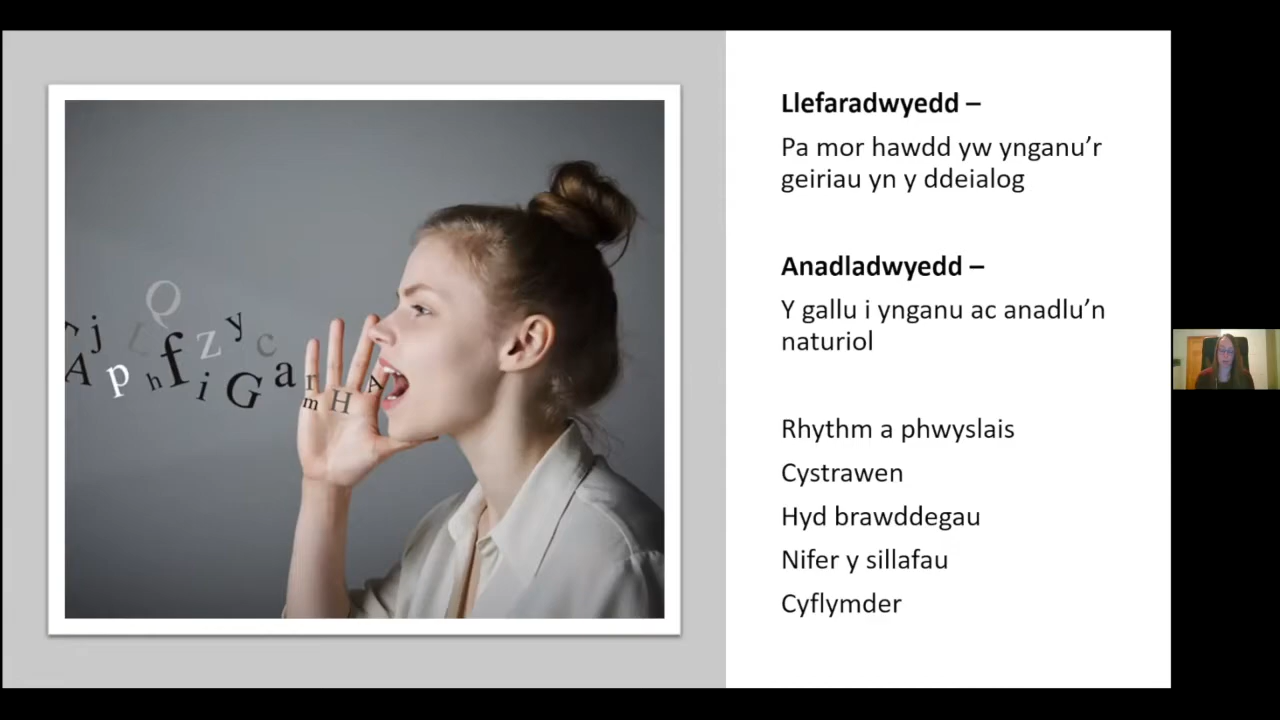 Llefaradwyedd –
Pa mor hawdd yw ynganu’r
geiriau yn y ddeialog
Anadladwyedd –
Y gallu i ynganu ac anadlu’n
naturiol
Rhythm a phwyslais
Cystrawen
Hyd brawddegau
Nifer y sillafau
Cyflymder
Q
j y
f z c
A p h i G a r A
m H